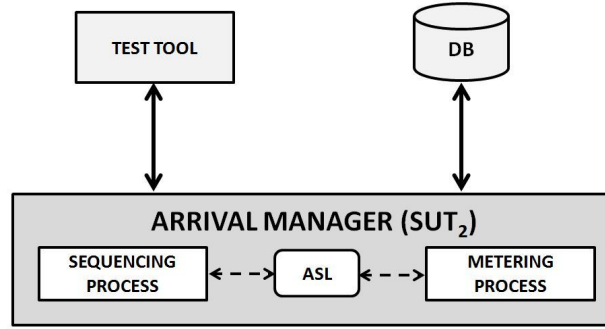 TEST TOOL
DB
ARRIVAL MANAGER (SUT₂)
SEQUENCING
PROCESS
ASL
METERING
PROCESS